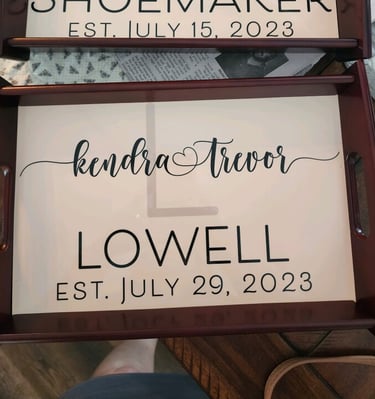 SHOEMAKER
EST. JULY 15, 2023
L
kendra trevor
LOWELL
EST. JULY 29, 2023